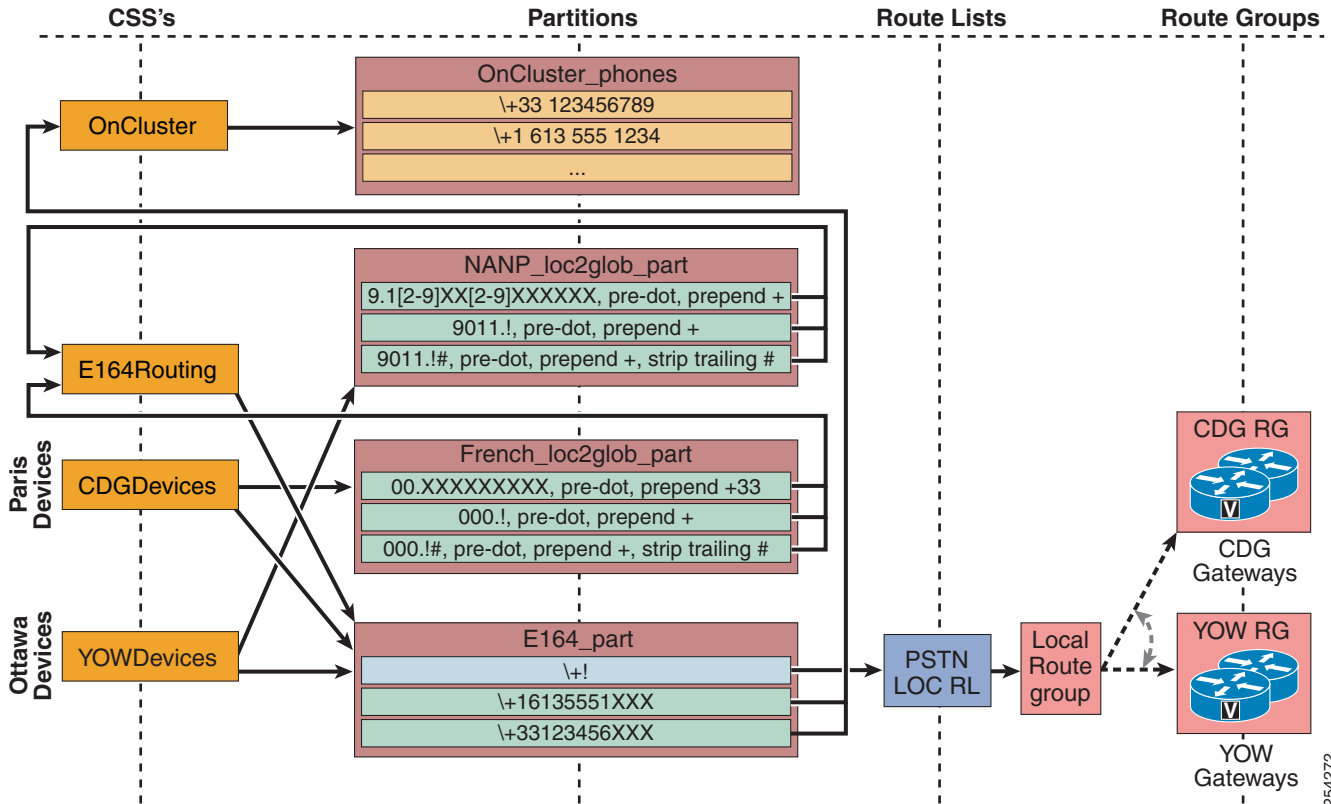 CSS's
Partitions
Route Lists
Route Groups
OnCluster
OnCluster_phones
\+33 123456789
\+1 613 555 1234
...
NANP_loc2glob_part
9.1[2-9]XX[2-9]XXXXXX, pre-dot, prepend +
9011.!, pre-dot, prepend +
9011.!#, pre-dot, prepend +, strip trailing #
E164Routing
Paris
Devices
CDGDevices
French_loc2glob_part
00.XXXXXXXXX, pre-dot, prepend +33
000.!, pre-dot, prepend +
000.!#, pre-dot, prepend +, strip trailing #
Ottawa
Devices
YOWDevices
E164_part
\+!
\+16135551XXX
\+33123456XXX
PSTN
LOC RL
Local
Route
group
CDG RG
V
CDG
Gateways
YOW RG
V
YOW
Gateways
254272